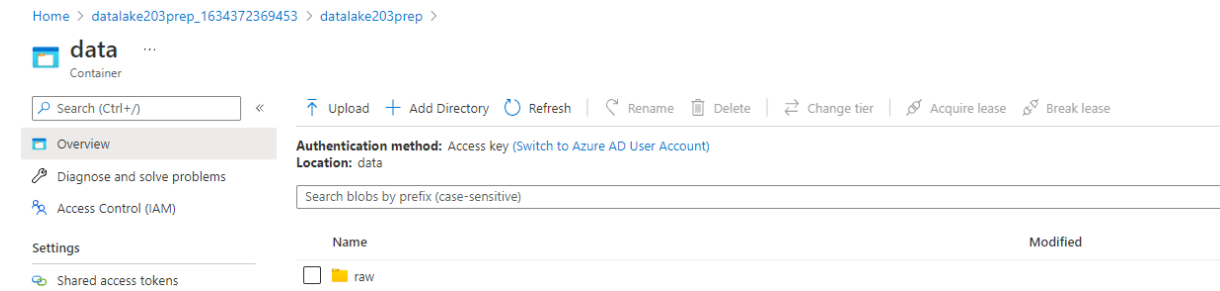 Home > datalake203prep_1634372369453 > datalake203prep >
data ...
Container
Search (Ctrl+/) «
Upload Add Directory Refresh Rename Delete Change tier Acquire lease Break lease
Overview
Diagnose and solve problems
Access Control (IAM)
Settings
Shared access tokens
Authentication method: Access key (Switch to Azure AD User Account)
Location: data
Search blobs by prefix (case-sensitive)
Name Modified
raw